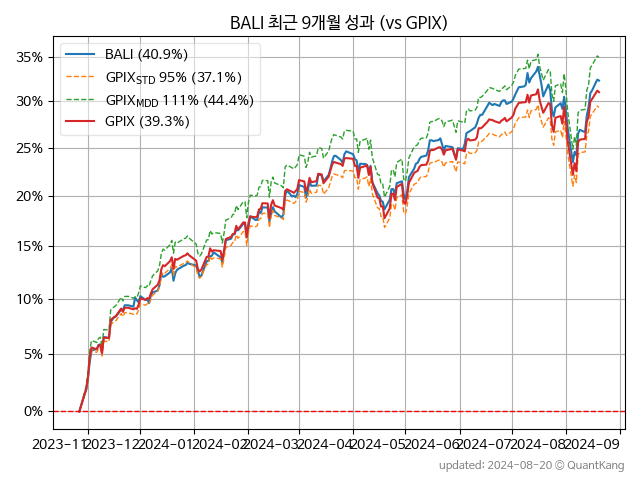 BALI 최근 9개월 성과 (vs GPIX)
BALI (40.9%)
GPIX_STD 95% (37.1%)
GPIX_MDD 111% (44.4%)
GPIX (39.3%)
35%
30%
25%
20%
15%
10%
5%
0%
2023-11 2023-12 2024-01 2024-02 2024-03 2024-04 2024-05 2024-06 2024-07 2024-08 2024-09
updated: 2024-08-20 © QuantKang